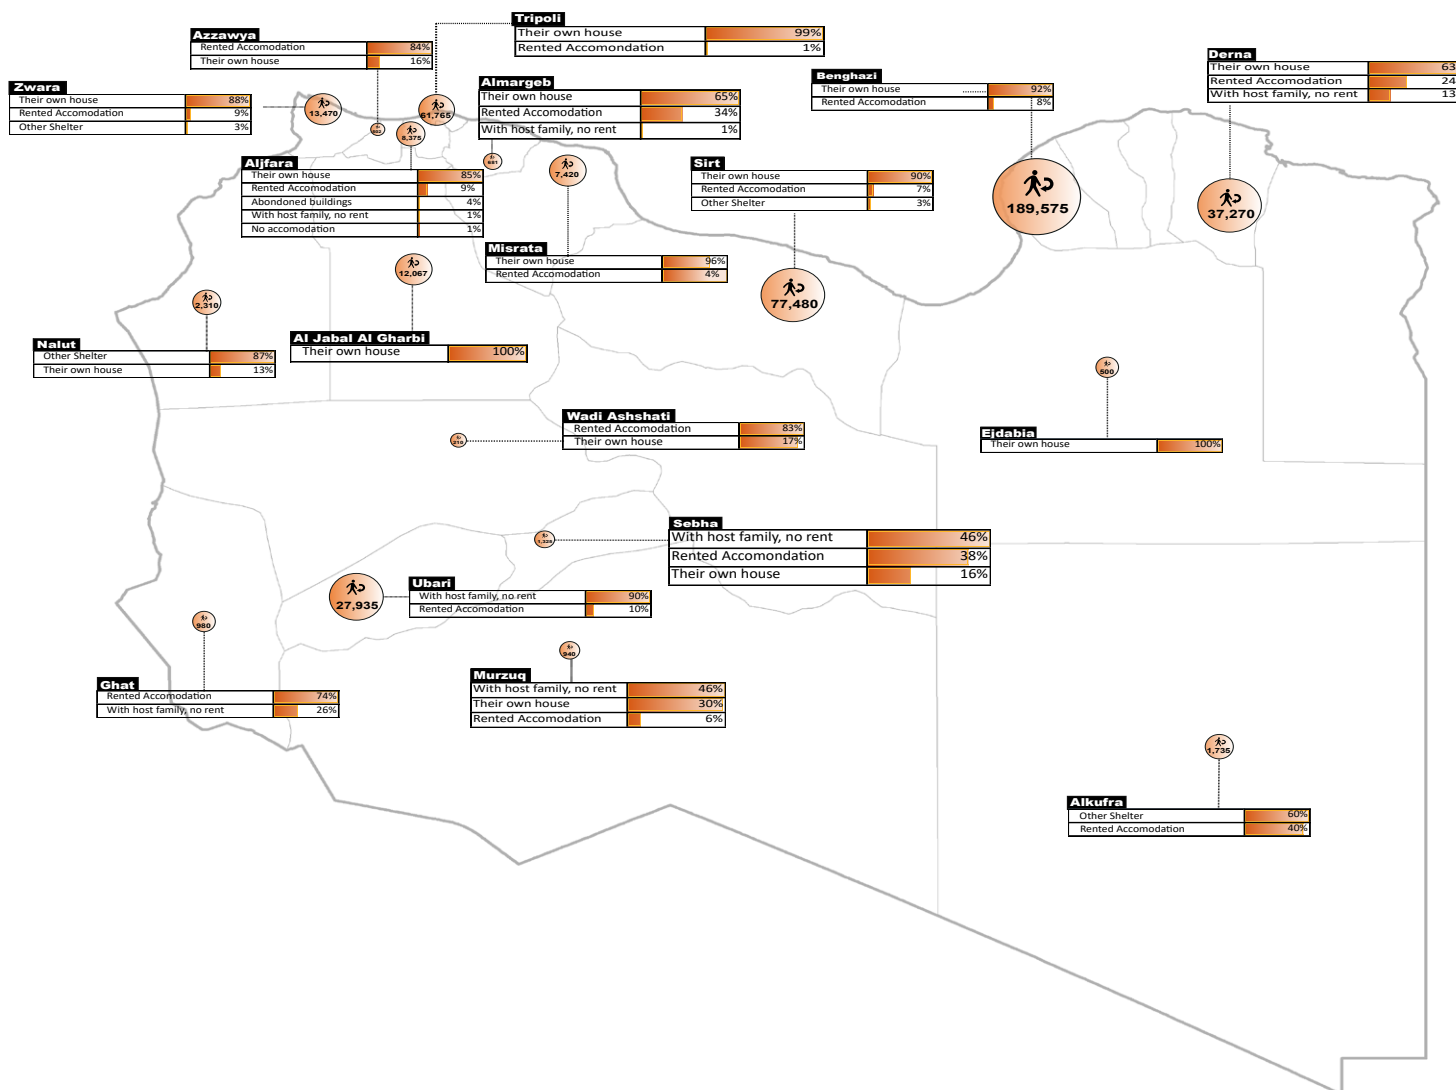 Tripoli
Their own house 99%
Rented Accomondation 1%
Azzawya
Rented Accomodation 84%
Their own house 16%
Derna
Their own house 63
Rented Accomodation 24
With host family, no rent 13
Benghazi
Their own house 92%
Rented Accomodation 8%
Almargeb
Their own house 65%
Rented Accomodation 34%
With host family, no rent 1%
Zwara
Their own house 88%
Rented Accomodation 9%
Other Shelter 3%
13,470
61,765
8,375
681
7,420
Aljfara
Their own house 85%
Rented Accomodation 9%
Abondoned buildings 4%
With host family, no rent 1%
No accomodation 1%
Sirt
Their own house 90%
Rented Accomodation 7%
Other Shelter 3%
189,575
37,270
Misrata
Their own house 96%
Rented Accomodation 4%
12,067
77,480
2,310
Nalut
Other Shelter 87%
Their own house 13%
Al Jabal Al Gharbi
Their own house 100%
500
Ejdabia
Their own house 100%
Wadi Ashshati
Rented Accomodation 83%
Their own house 17%
210
Sebha
With host family, no rent 46%
Rented Accomondation 38%
Their own house 16%
27,935
Ubari
With host family, no rent 90%
Rented Accomodation 10%
980
940
Ghat
Rented Accomodation 74%
With host family, no rent 26%
Murzuq
With host family, no rent 46%
Their own house 30%
Rented Accomodation 6%
1,735
Alkufra
Other Shelter 60%
Rented Accomodation 40%